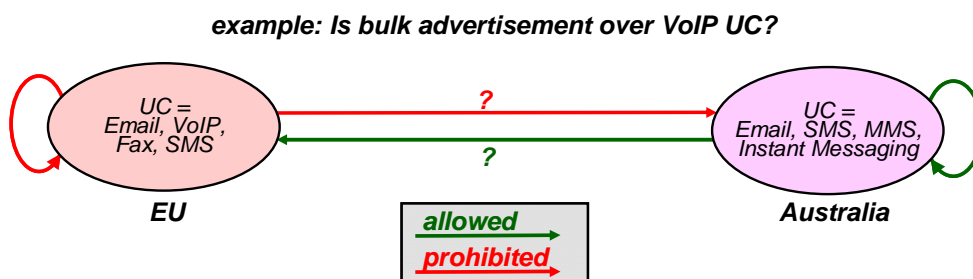 example: Is bulk advertisement over VoIP UC?
UC =
Email, VoIP,
Fax, SMS
?
?
UC =
Email, SMS, MMS,
Instant Messaging
EU
Australia
allowed
prohibited